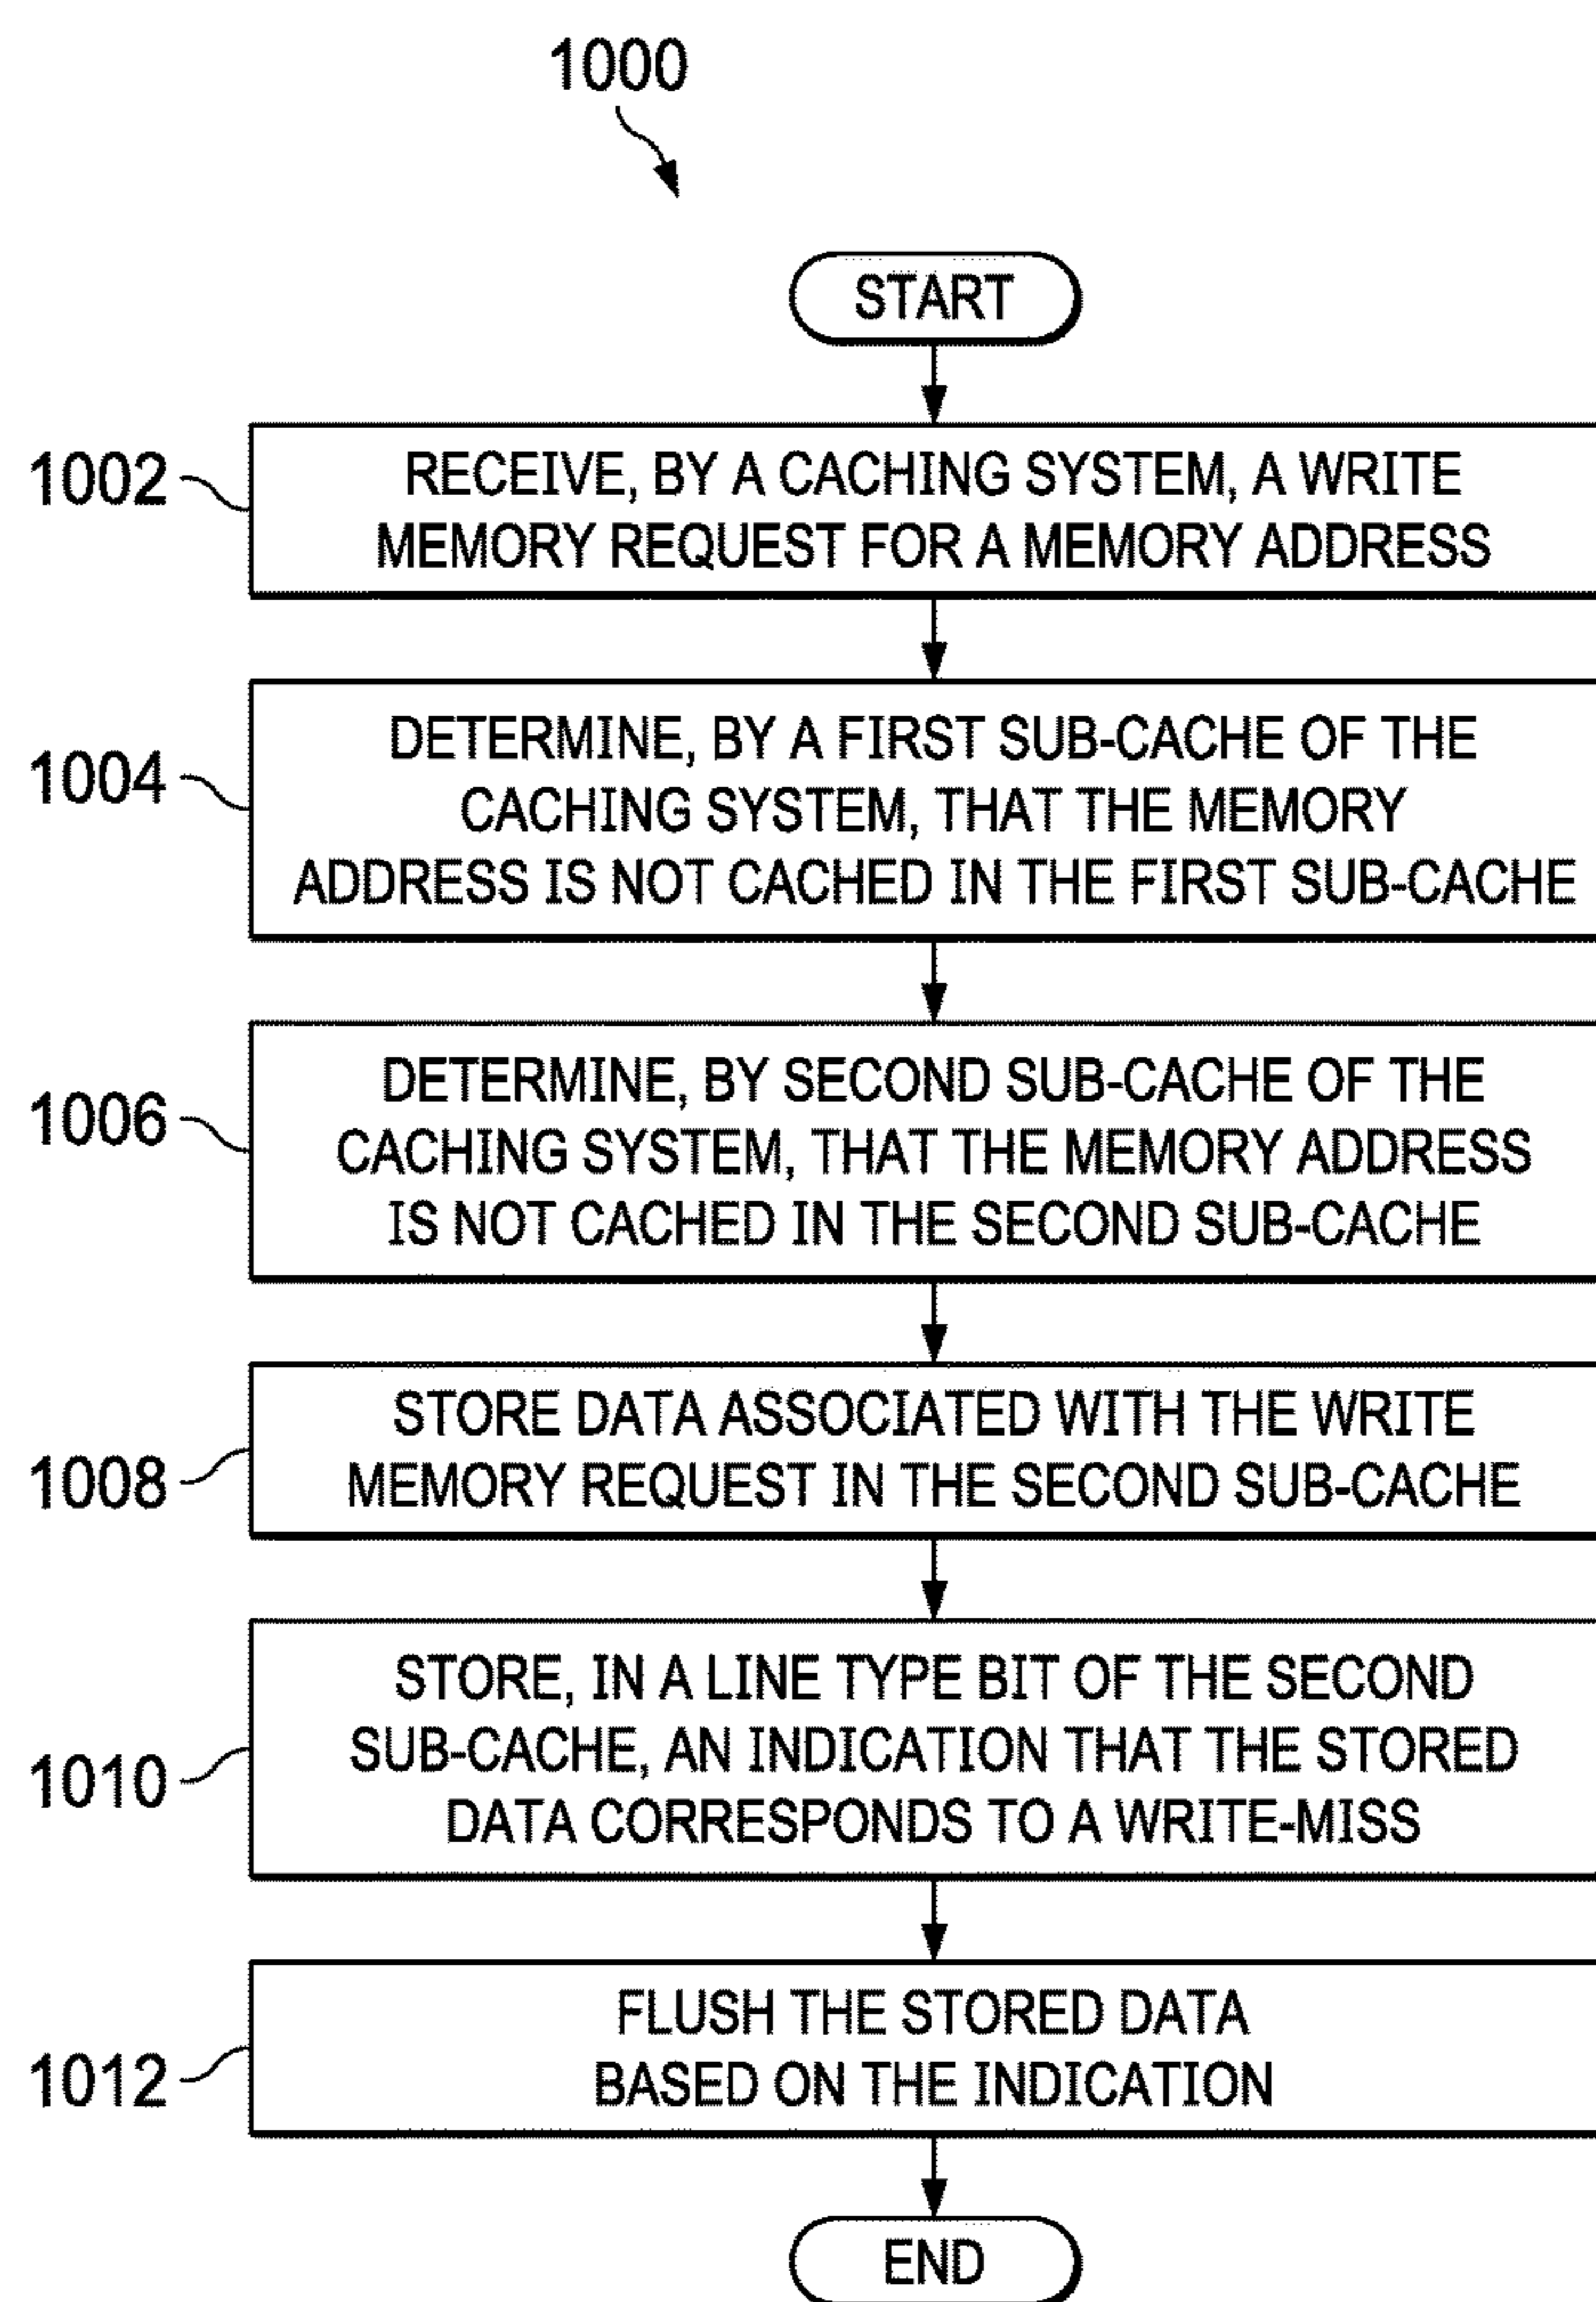 1000
START
1002
RECEIVE, BY A CACHING SYSTEM, A WRITE
MEMORY REQUEST FOR A MEMORY ADDRESS
1004
DETERMINE, BY A FIRST SUB-CACHE OF THE
CACHING SYSTEM, THAT THE MEMORY
ADDRESS IS NOT CACHED IN THE FIRST SUB-CACHE
1006
DETERMINE, BY SECOND SUB-CACHE OF THE
CACHING SYSTEM, THAT THE MEMORY ADDRESS
IS NOT CACHED IN THE SECOND SUB-CACHE
1008
STORE DATA ASSOCIATED WITH THE WRITE
MEMORY REQUEST IN THE SECOND SUB-CACHE
1010
STORE, IN A LINE TYPE BIT OF THE SECOND
SUB-CACHE, AN INDICATION THAT THE STORED
DATA CORRESPONDS TO A WRITE-MISS
1012
FLUSH THE STORED DATA
BASED ON THE INDICATION
END